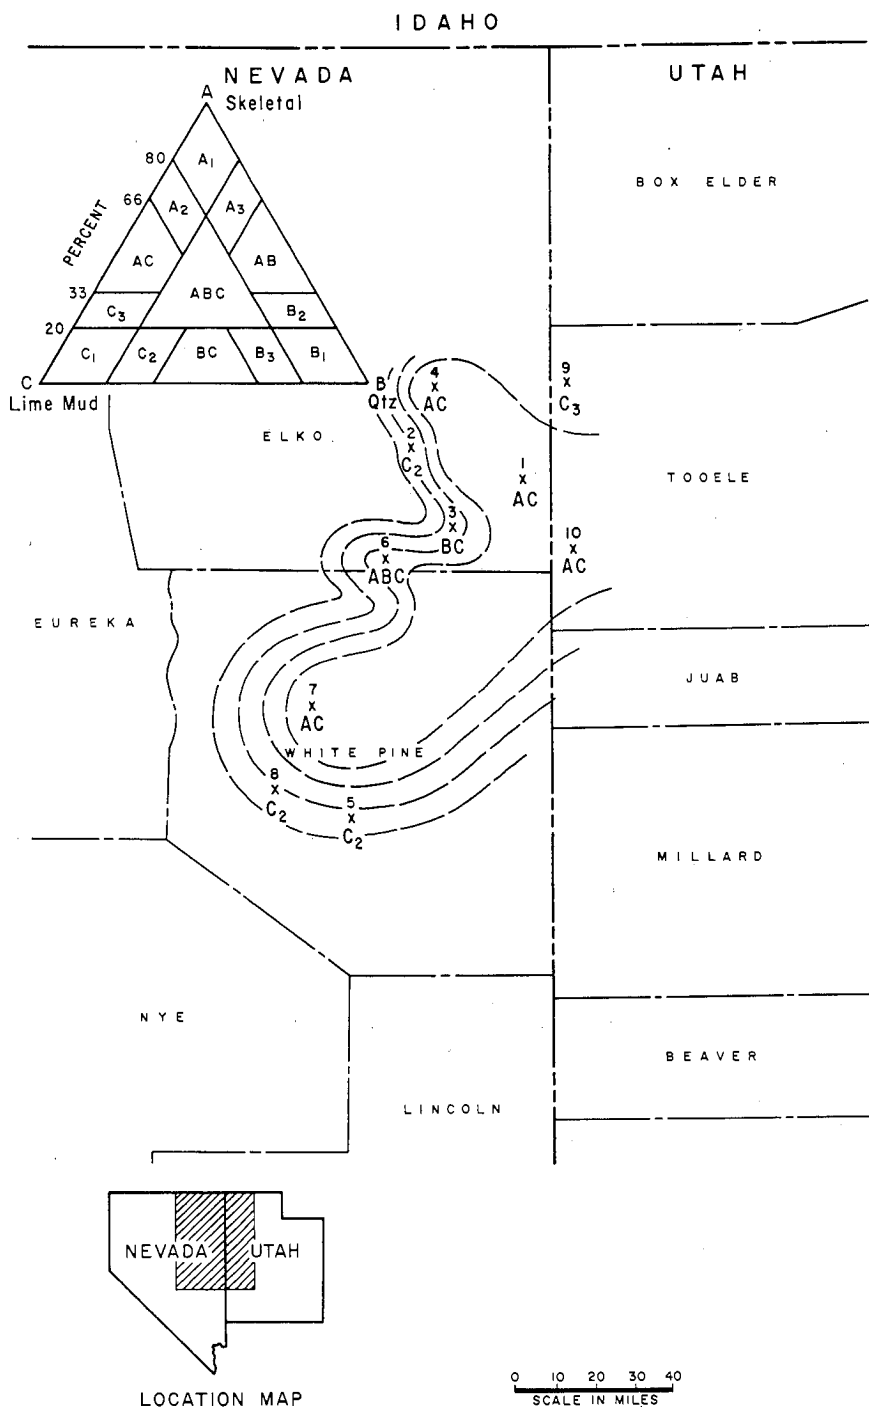 IDAHO
NEVADA
UTAH
A
Skeletal
80
A1
BOX ELDER
66
A2
A3
PERCENT
AC
AB
33
ABC
C3
B2
20
C1
C2
BC
B3
B1
C
B
Lime Mud
Qtz
4
x
AC
9
x
C3
ELKO
2
x
C2
1
x
AC
TOOELE
3
x
BC
10
x
AC
6
x
ABC
EUREKA
JUAB
7
x
AC
WHITE PINE
8
x
C2
5
x
C2
MILLARD
NYE
BEAVER
LINCOLN
NEVADA
UTAH
0 10 20 30 40
SCALE IN MILES
LOCATION MAP